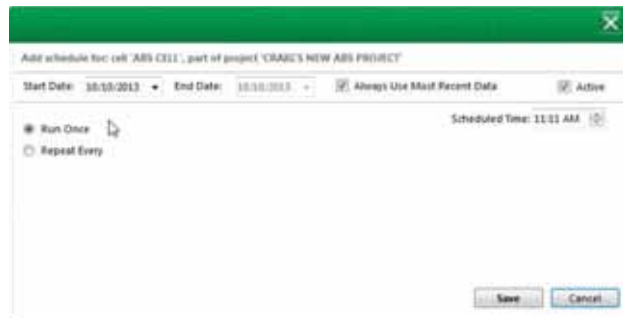 Add schedule for: cell 'ABS CELL', part of project 'CRAIG'S NEW ABS PROJECT'
Start Date: 10/10/2013 End Date: 10/10/2013 Always Use Most Recent Data Active
Scheduled Time: 11:11 AM
Run Once
Repeat Every
Save Cancel